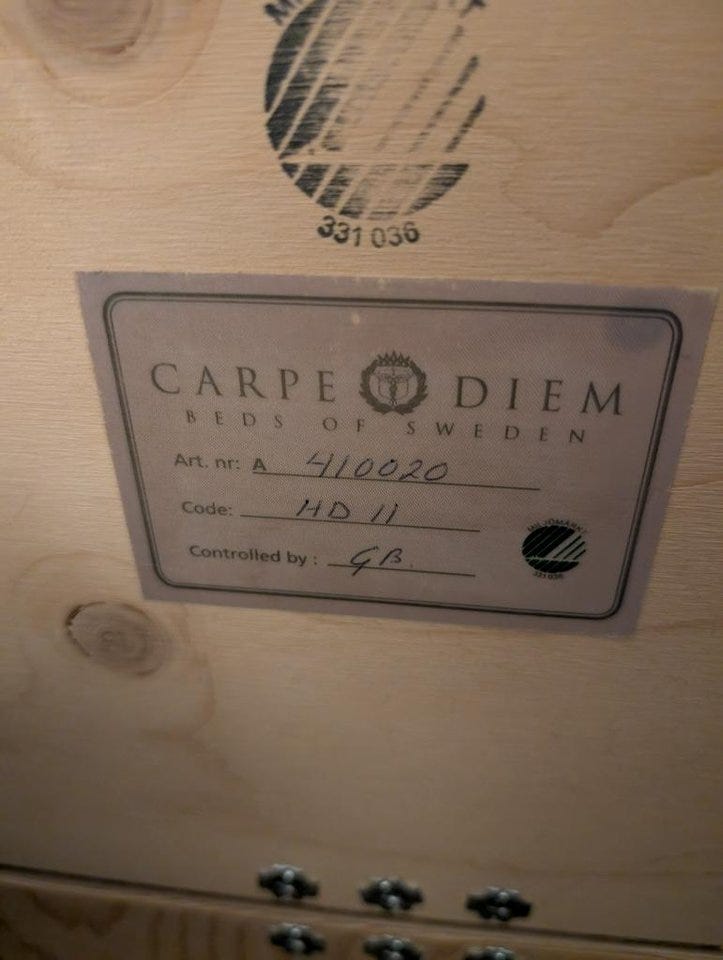 MILJÖMÄRKT
331 036
CARPE DIEM
BEDS OF SWEDEN
Art. nr: A 410020
Code: HD 11
Controlled by: GB.
MILJÖMÄRKT
331 036